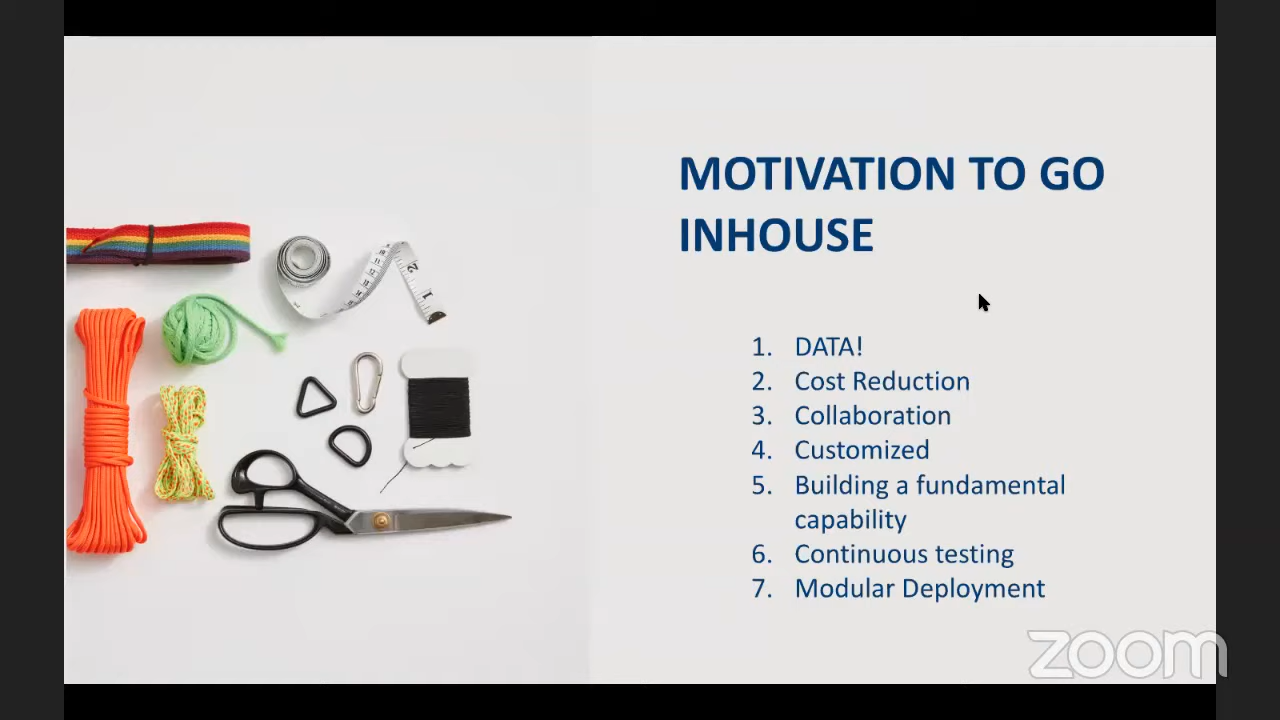 MOTIVATION TO GO
INHOUSE
1. DATA!
2. Cost Reduction
3. Collaboration
4. Customized
5. Building a fundamental
capability
6. Continuous testing
7. Modular Deployment
zoom